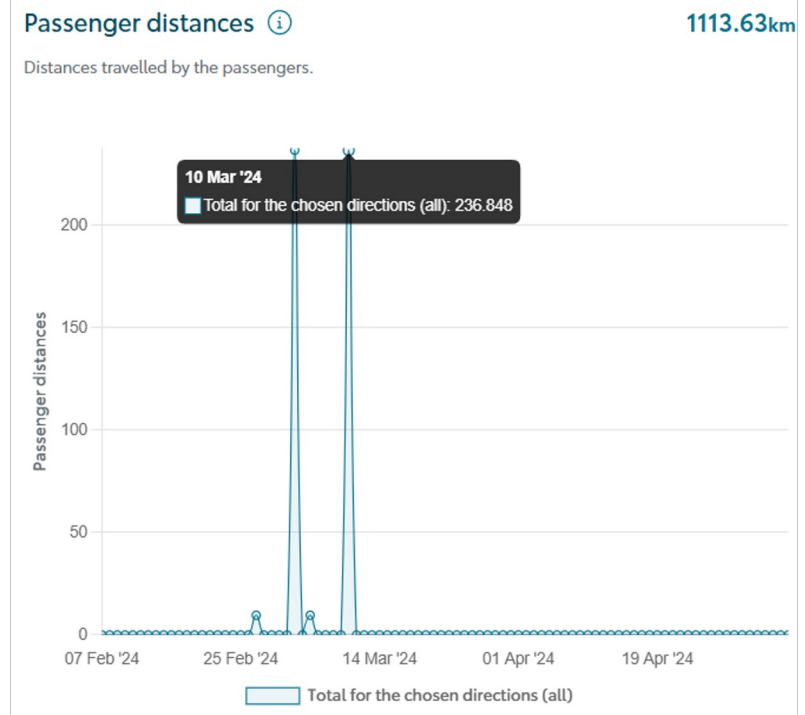 Passenger distances i
1113.63km
Distances travelled by the passengers.
10 Mar '24
Total for the chosen directions (all): 236.848
200
150
100
50
0
Passenger distances
07 Feb '24 25 Feb '24 14 Mar '24 01 Apr '24 19 Apr '24
Total for the chosen directions (all)